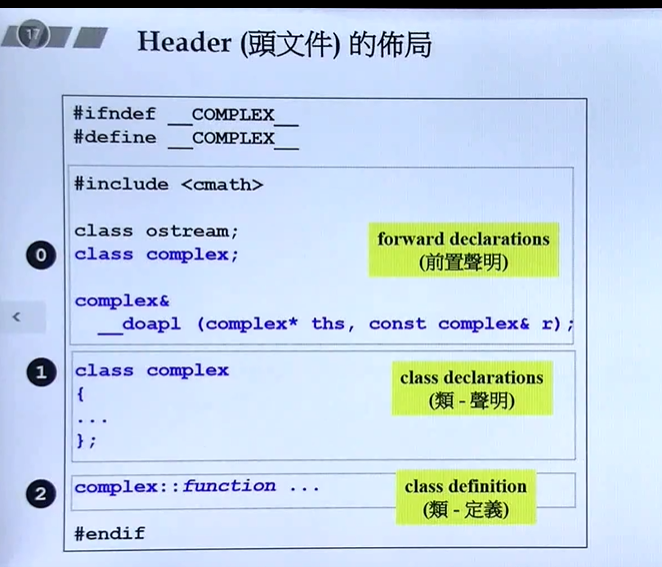 17
Header (頭文件) 的佈局
#ifndef __COMPLEX__
#define __COMPLEX__
#include <cmath>
class ostream;
class complex;
complex&
__doapl (complex* ths, const complex& r);
0
forward declarations
(前置聲明)
<
1
class complex
{
...
};
class declarations
(類 - 聲明)
2
complex::function ...
class definition
(類 - 定義)
#endif